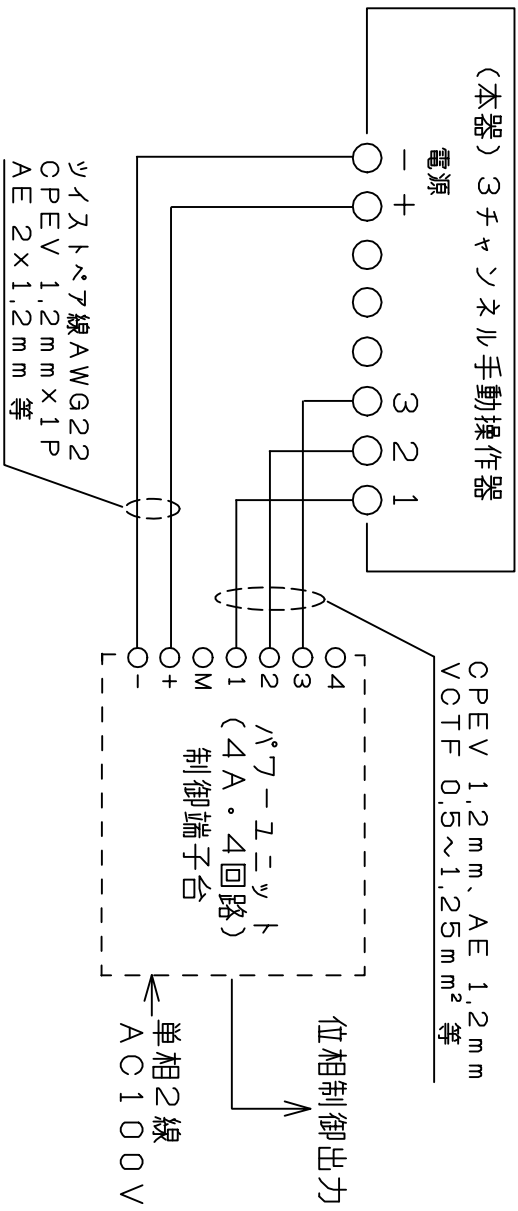 (本器) 3チャンネル手動操作器
電源
- + 3 2 1
ツイストペア線AWG22
CPEV 1,2mm×1P
AE 2×1,2mm 等
CPEV 1,2mm、AE 1,2mm
VCTF 0,5~1,25mm² 等
- + M 1 2 3 4
パワーユニット
(4A・4回路)
制御端子台
位相制御出力
単相2線
AC100V